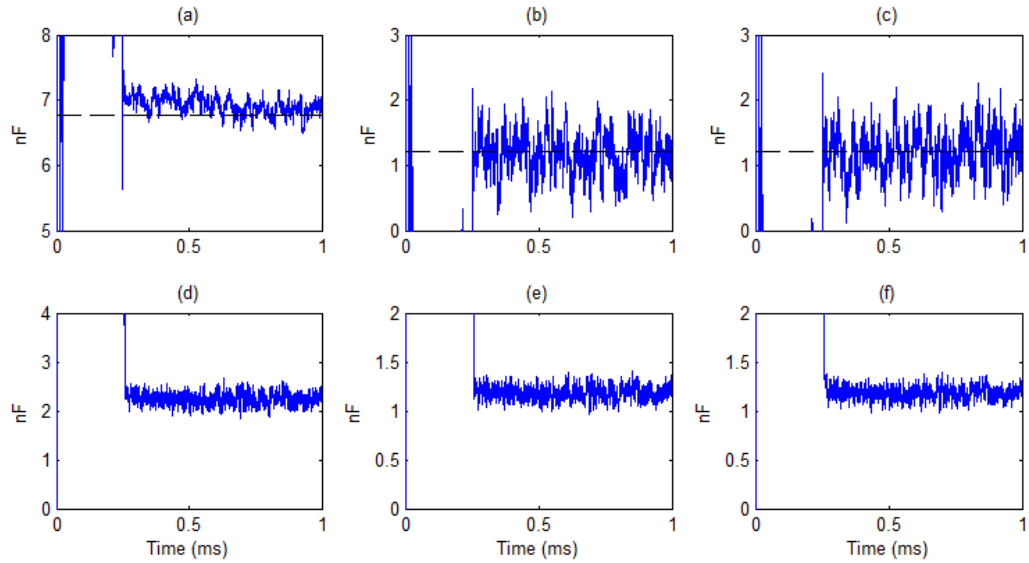 (a) (b) (c)
8 3 3
7 2 2
nF nF nF
6 1 1
5 0 0
0 0.5 1 0 0.5 1 0 0.5 1
(d) (e) (f)
4 2 2
3 1.5 1.5
nF 2 nF 1 nF 1
1 0.5 0.5
0 0 0
0 0.5 1 0 0.5 1 0 0.5 1
Time (ms) Time (ms) Time (ms)